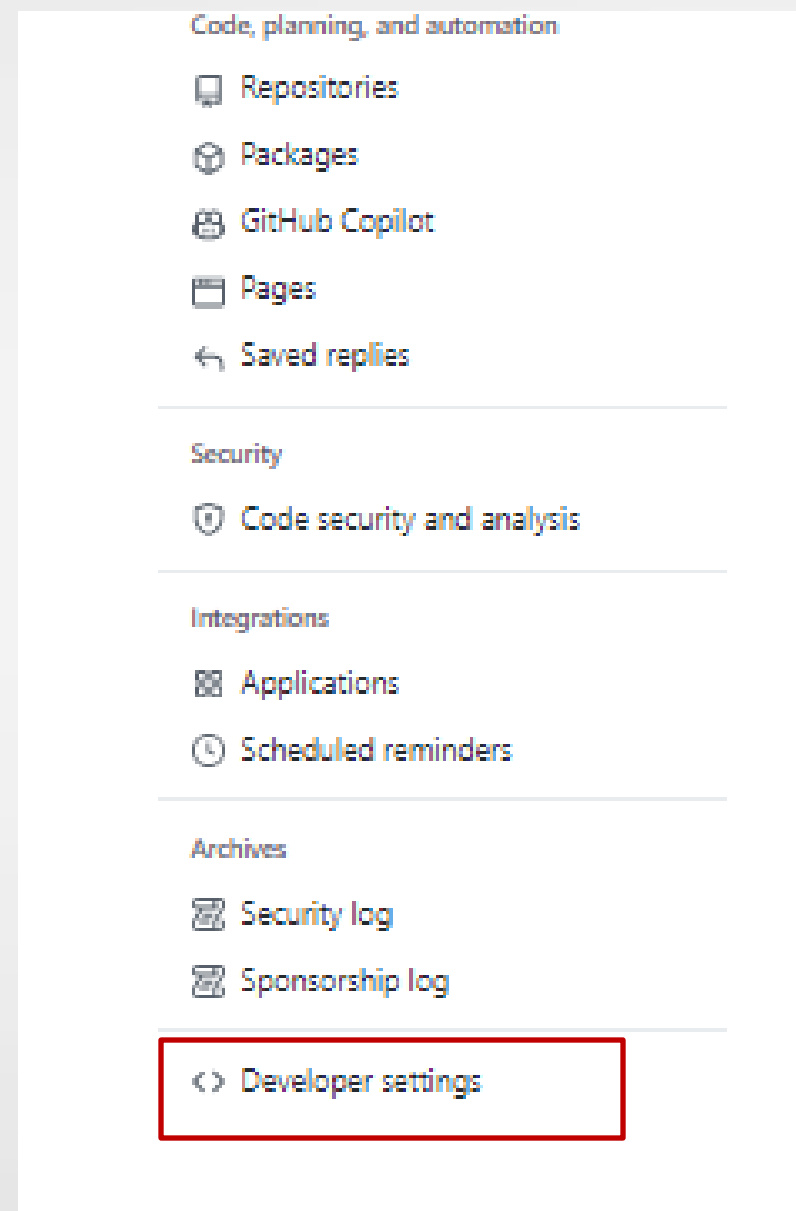 Code, planning, and automation
Repositories
Packages
GitHub Copilot
Pages
Saved replies
Security
Code security and analysis
Integrations
Applications
Scheduled reminders
Archives
Security log
Sponsorship log
Developer settings